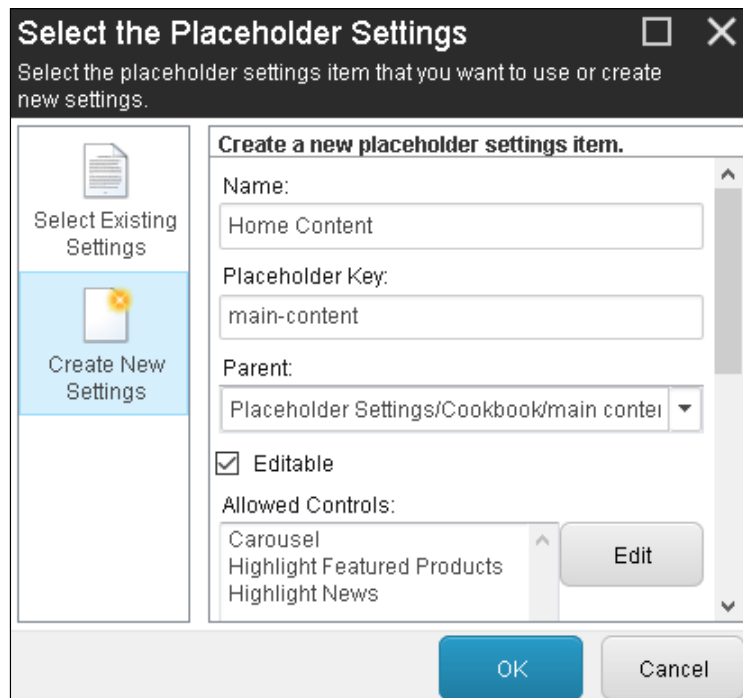 Select the Placeholder Settings
Select the placeholder settings item that you want to use or create
new settings.
Select Existing
Settings
Create New
Settings
Create a new placeholder settings item.
Name:
Home Content
Placeholder Key:
main-content
Parent:
Placeholder Settings/Cookbook/main conte
Editable
Allowed Controls:
Carousel
Highlight Featured Products
Highlight News
Edit
OK
Cancel